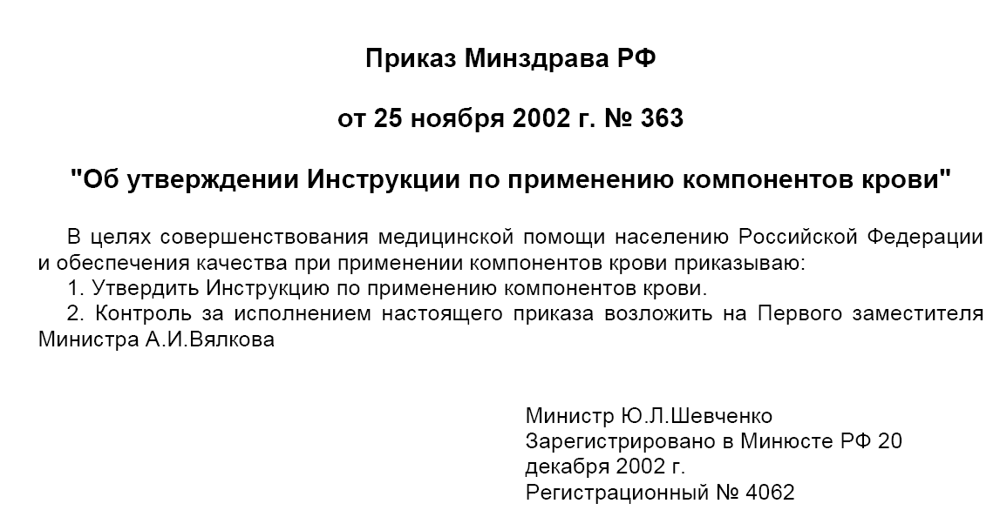 Приказ Минздрава РФ
от 25 ноября 2002 г. № 363
"Об утверждении Инструкции по применению компонентов крови"
В целях совершенствования медицинской помощи населению Российской Федерации
и обеспечения качества при применении компонентов крови приказываю:
1. Утвердить Инструкцию по применению компонентов крови.
2. Контроль за исполнением настоящего приказа возложить на Первого заместителя
Министра А.И.Вялкова
Министр Ю.Л.Шевченко
Зарегистрировано в Минюсте РФ 20
декабря 2002 г.
Регистрационный № 4062